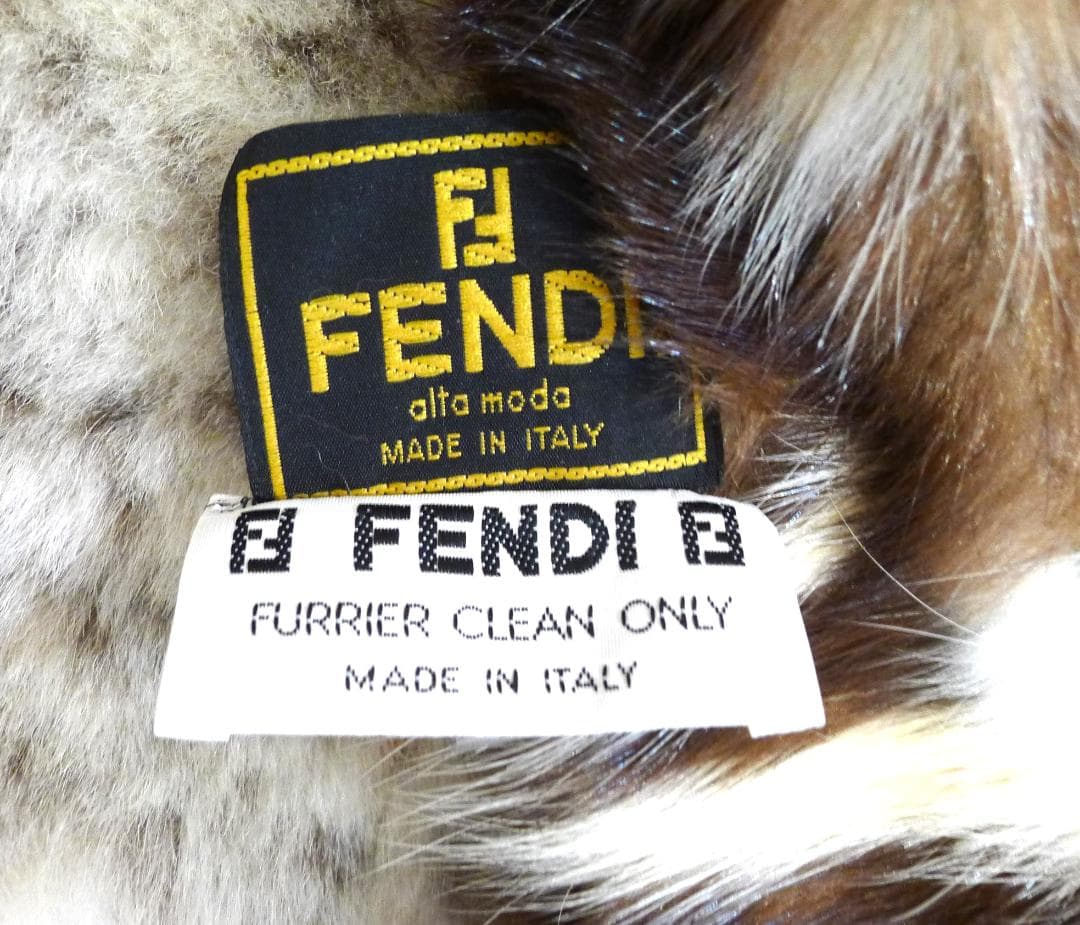 FENDI
alta moda
MADE IN ITALY
FENDI
FURRIER CLEAN ONLY
MADE IN ITALY